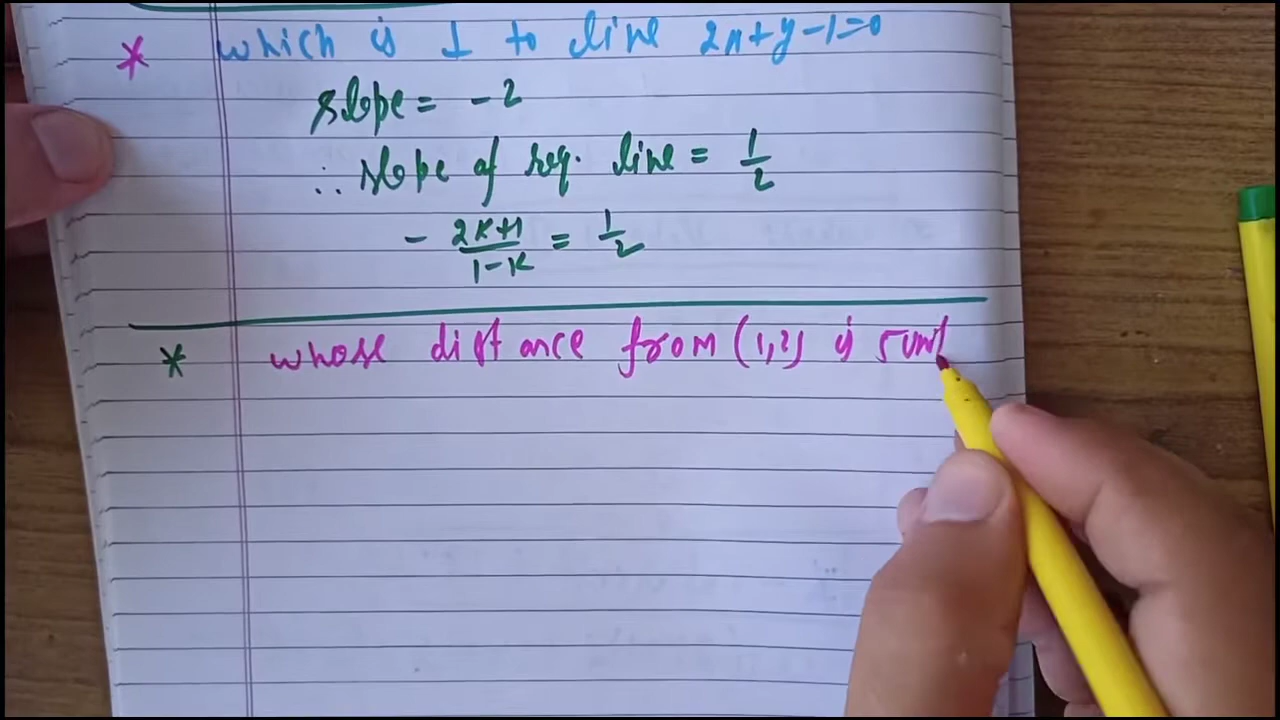 * which is ⊥ to line 2x+y-1=0
slope = -2
∴ slope of req. line = 1/2
- 2K+1/1-K = 1/2
* whose distance from (1,2) is 5 unit